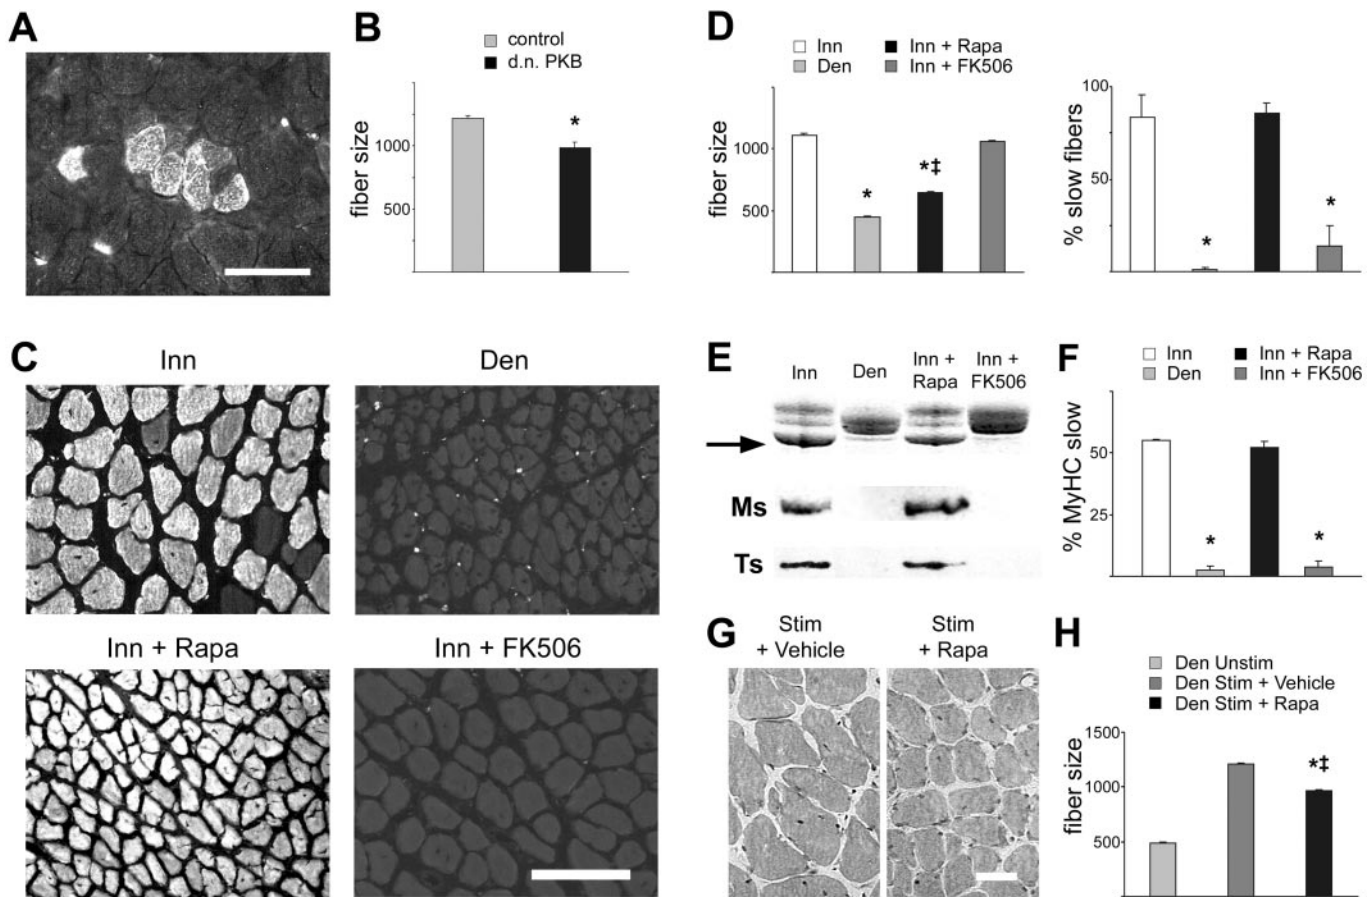 A
B
control
d.n. PKB
fiber size
1000
500
*
D
Inn
Inn + Rapa
Den
Inn + FK506
fiber size
1000
500
*
*‡
% slow fibers
100
50
*
*
C
Inn
Den
Inn + Rapa
Inn + FK506
E
Inn
Den
Inn +
Rapa
Inn +
FK506
Ms
Ts
F
Inn
Inn + Rapa
Den
Inn + FK506
% MyHC slow
50
25
*
*
G
Stim
+ Vehicle
Stim
+ Rapa
H
Den Unstim
Den Stim + Vehicle
Den Stim + Rapa
fiber size
1500
1000
500
*‡